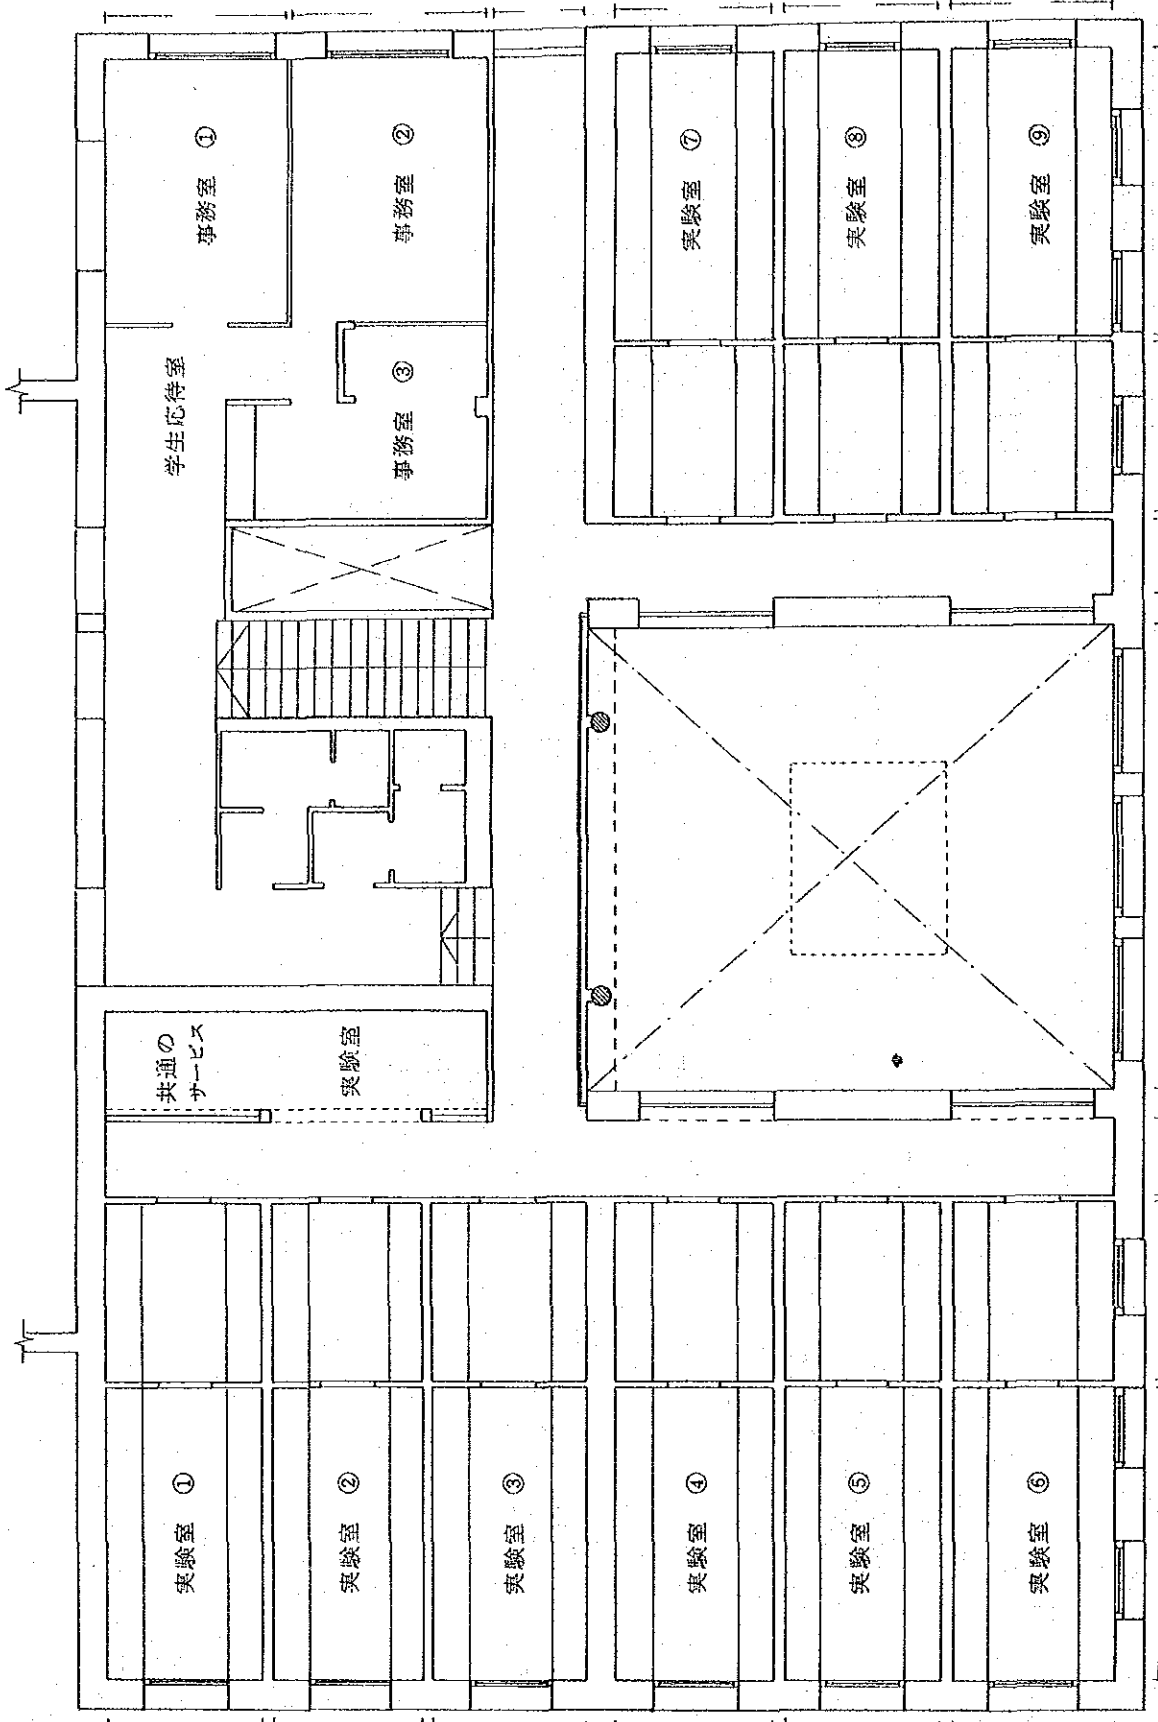 事務室 ①
事務室 ②
事務室 ③
学生応待室
実験室 ⑦
実験室 ⑧
実験室 ⑨
共通の
サービス
実験室
実験室 ①
実験室 ②
実験室 ③
実験室 ④
実験室 ⑤
実験室 ⑥